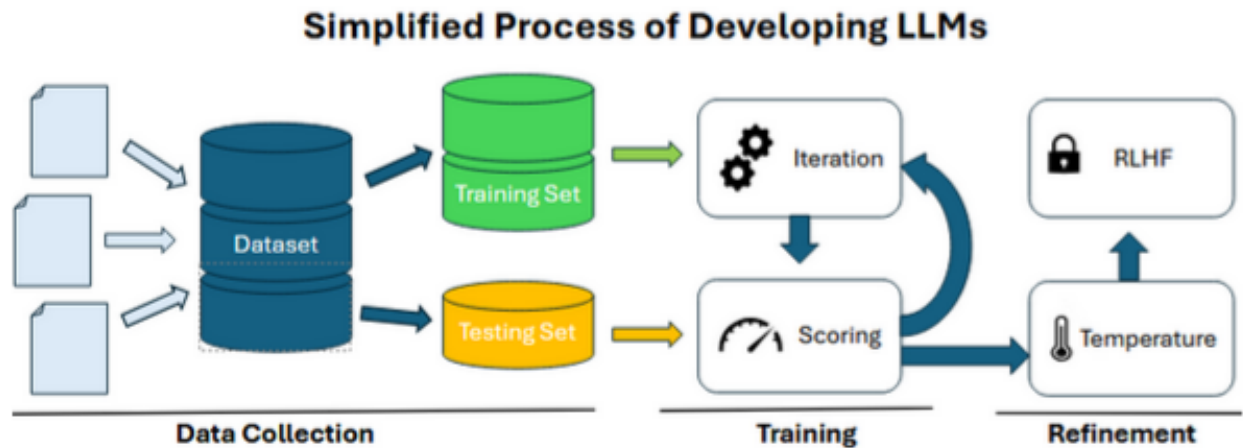 Simplified Process of Developing LLMs
Dataset
Training Set
Testing Set
Iteration
Scoring
RLHF
Temperature
Data Collection
Training
Refinement